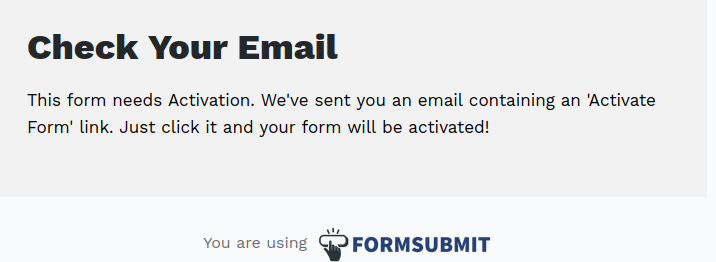 Check Your Email
This form needs Activation. We've sent you an email containing an 'Activate
Form' link. Just click it and your form will be activated!
You are using FORMSUBMIT